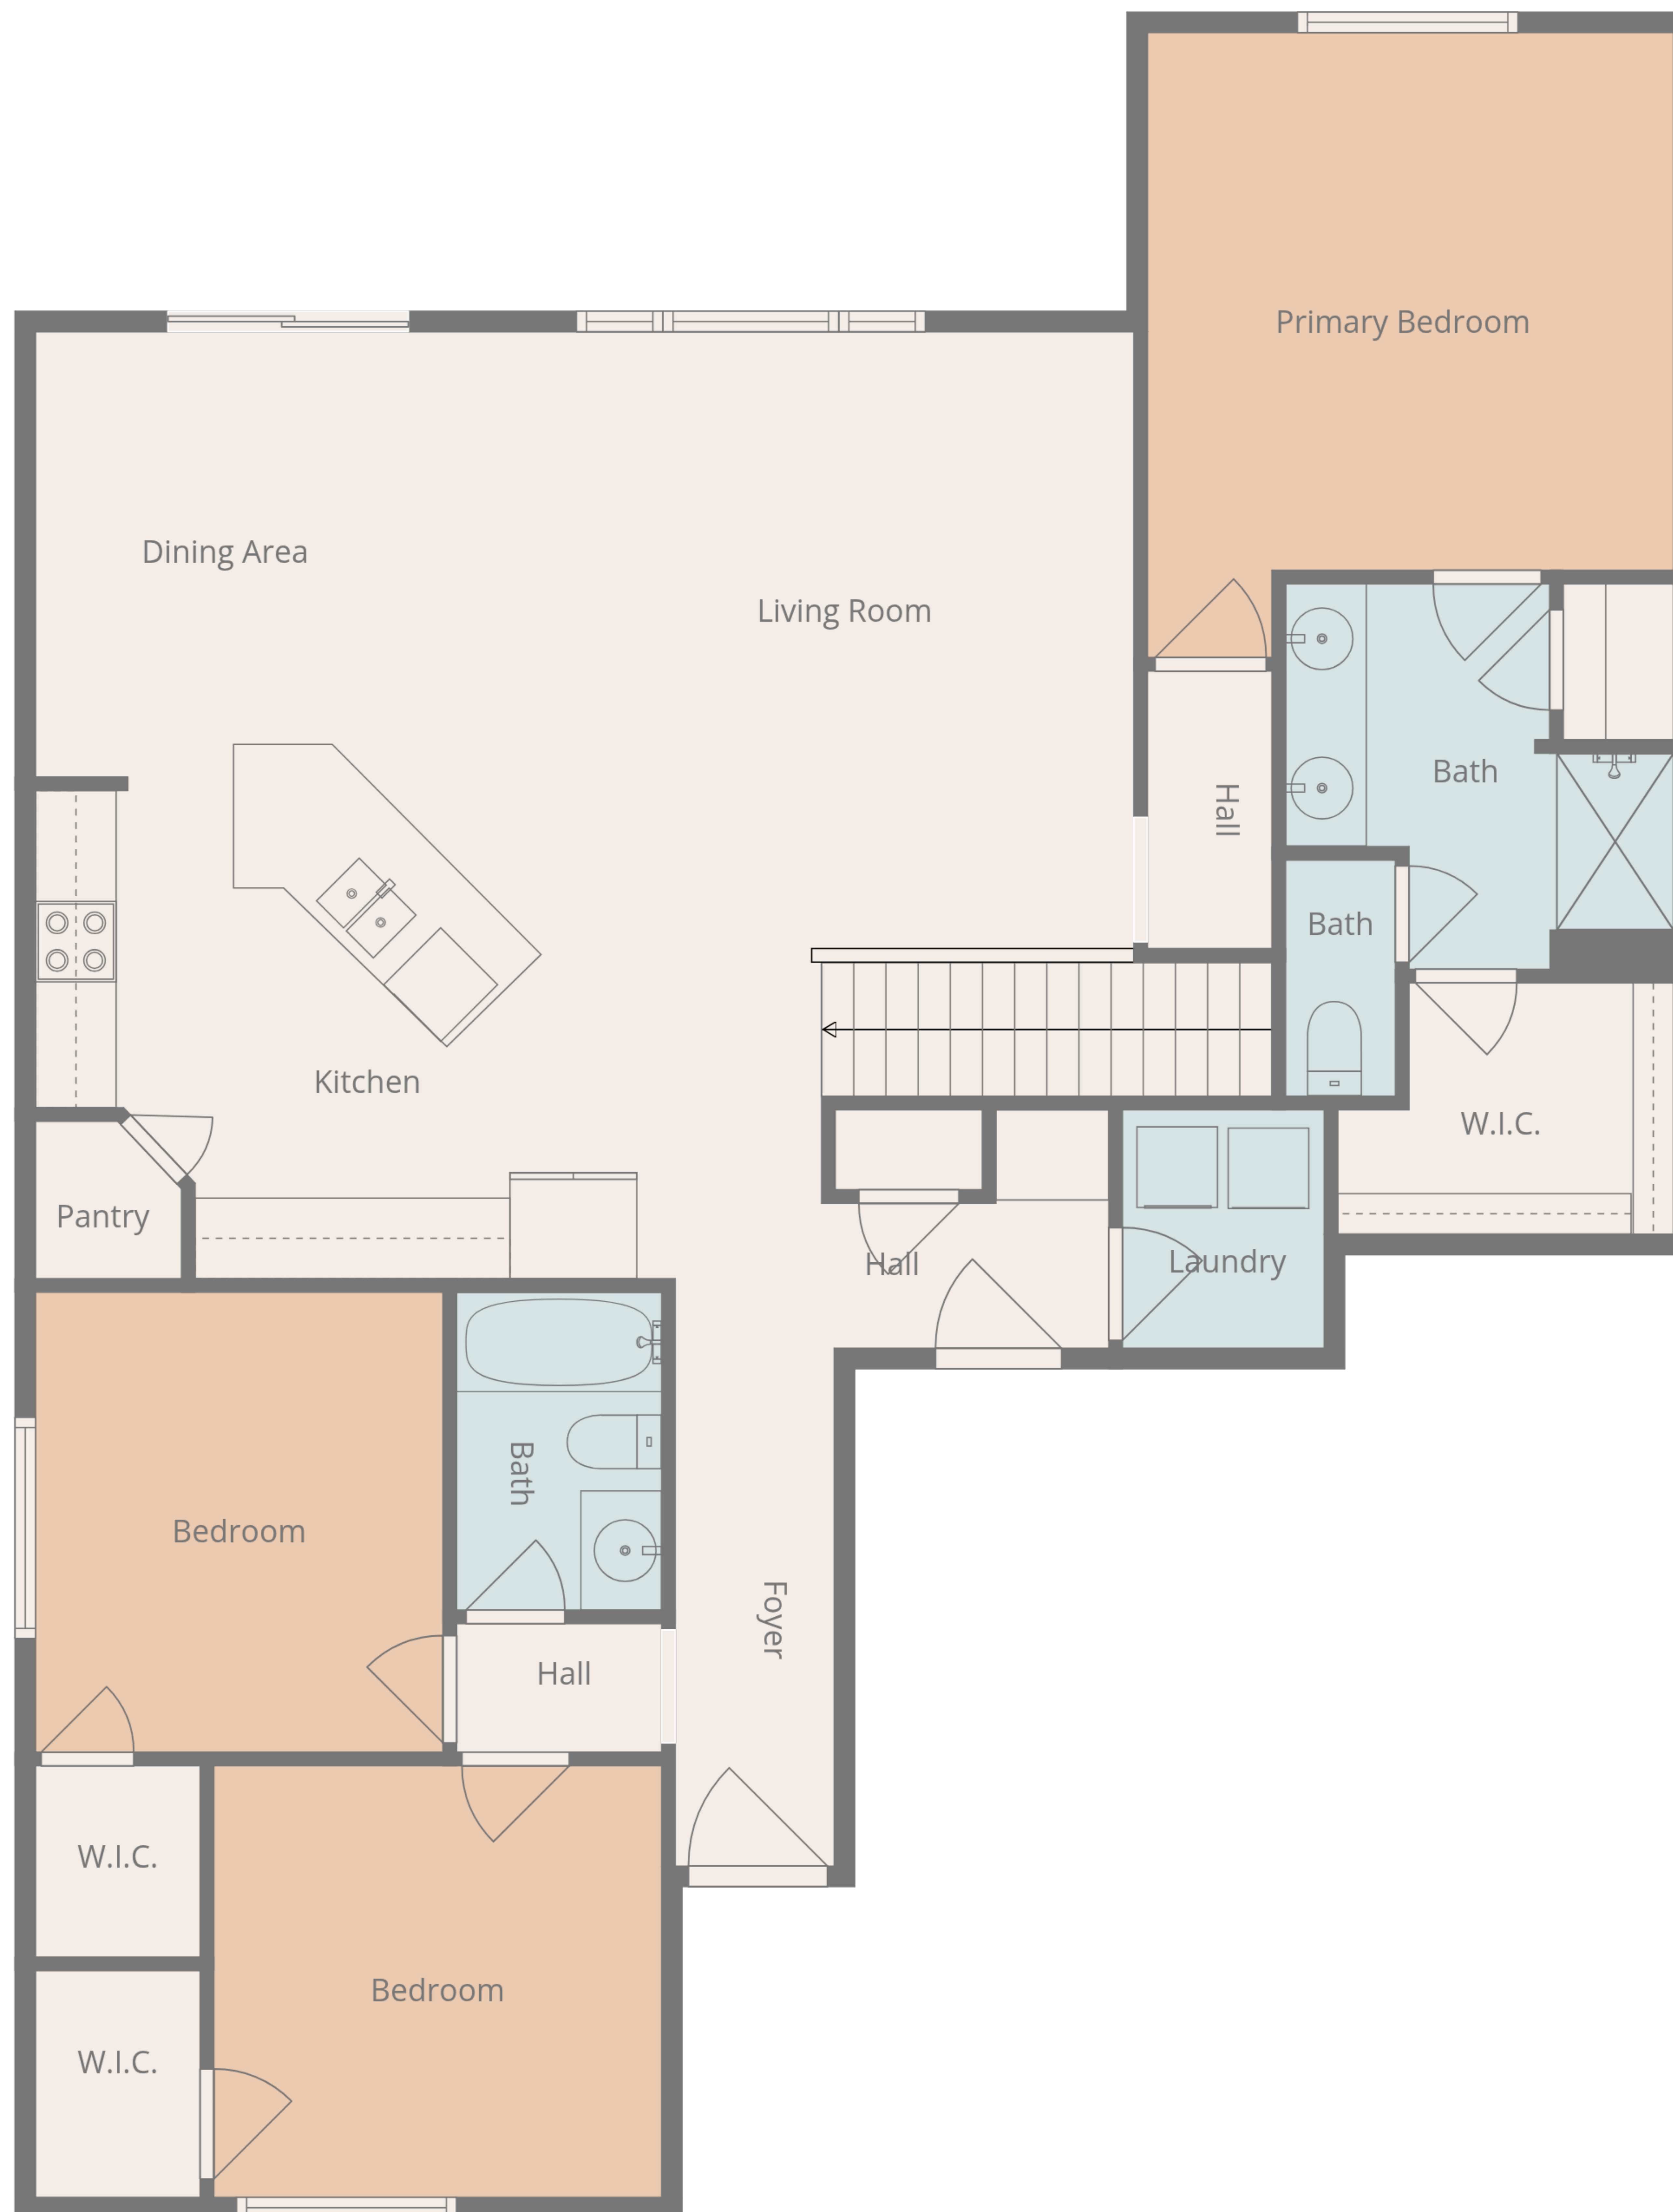 Primary Bedroom
Dining Area
Living Room
Bath
Hall
Bath
Kitchen
W.I.C.
Pantry
Hall
Laundry
Bath
Bedroom
Foyer
Hall
W.I.C.
Bedroom
W.I.C.